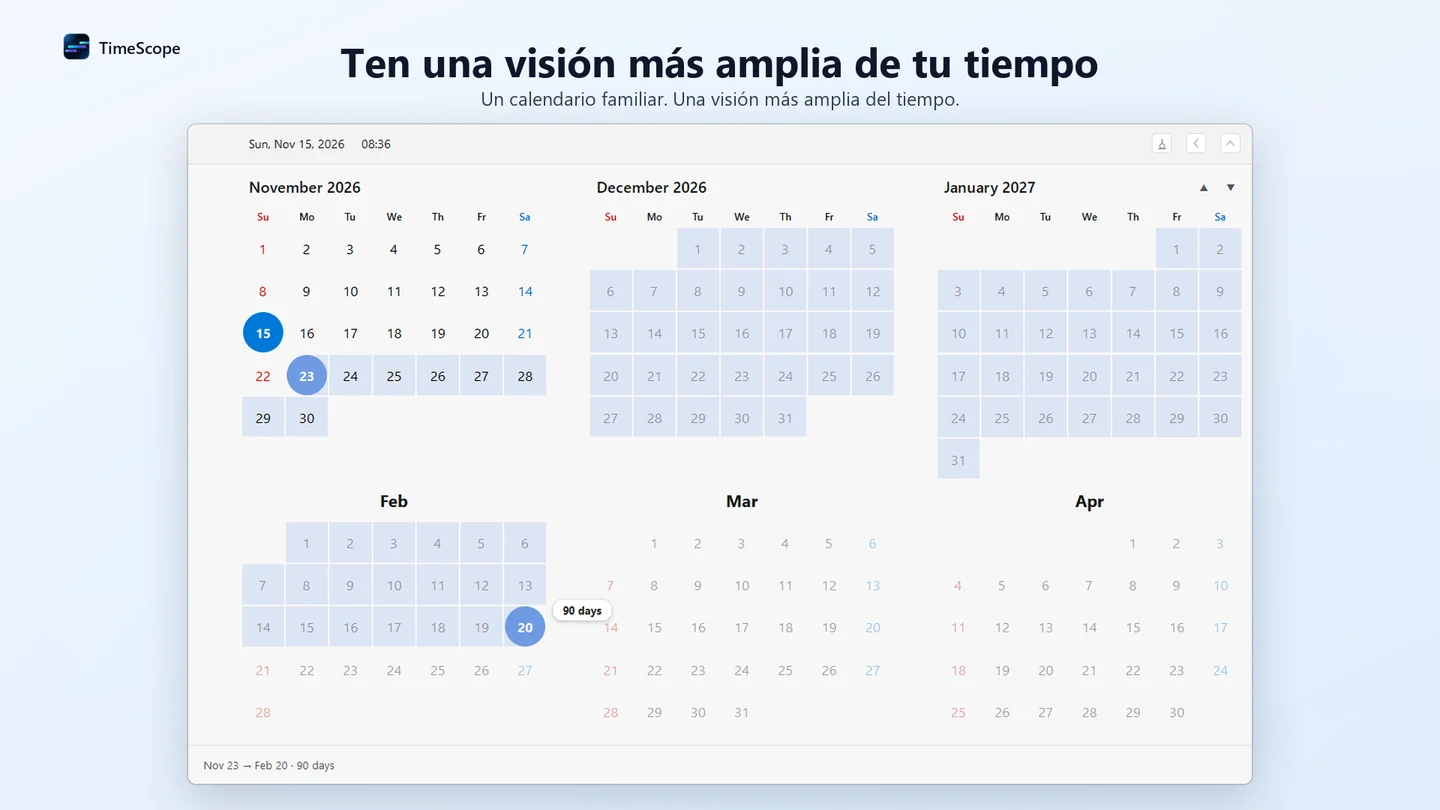 TimeScope
Ten una visión más amplia de tu tiempo
Un calendario familiar. Una visión más amplia del tiempo.
Sun, Nov 15, 2026 08:36
November 2026
Su Mo Tu We Th Fr Sa
1 2 3 4 5 6 7
8 9 10 11 12 13 14
15 16 17 18 19 20 21
22 23 24 25 26 27 28
29 30
December 2026
Su Mo Tu We Th Fr Sa
1 2 3 4 5
6 7 8 9 10 11 12
13 14 15 16 17 18 19
20 21 22 23 24 25 26
27 28 29 30 31
January 2027 ▲ ▼
Su Mo Tu We Th Fr Sa
1 2
3 4 5 6 7 8 9
10 11 12 13 14 15 16
17 18 19 20 21 22 23
24 25 26 27 28 29 30
31
Feb
1 2 3 4 5 6
7 8 9 10 11 12 13
14 15 16 17 18 19 20
21 22 23 24 25 26 27
28
90 days
Mar
1 2 3 4 5 6
7 8 9 10 11 12 13
14 15 16 17 18 19 20
21 22 23 24 25 26 27
28 29 30 31
Apr
1 2 3
4 5 6 7 8 9 10
11 12 13 14 15 16 17
18 19 20 21 22 23 24
25 26 27 28 29 30
Nov 23 → Feb 20 · 90 days